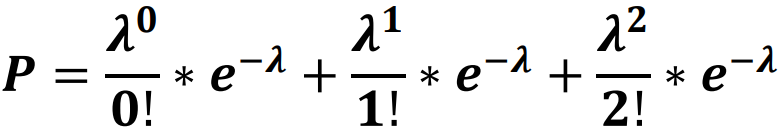 P = λ⁰/0! * e⁻λ + λ¹/1! * e⁻λ + λ²/2! * e⁻λ